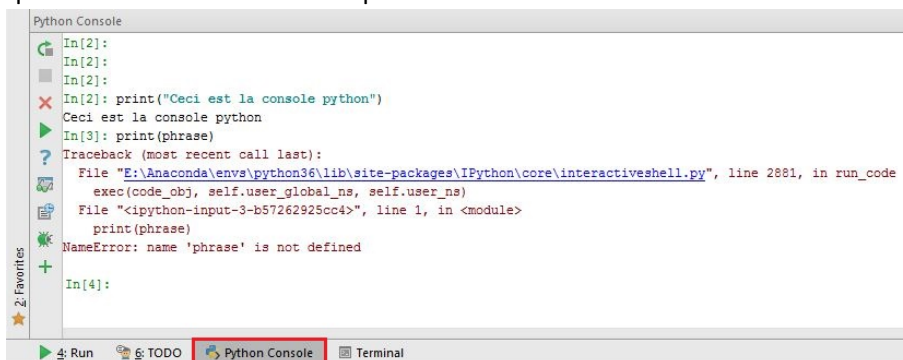 Python Console
In[2]:
In[2]:
In[2]:
In[2]: print("Ceci est la console python")
Ceci est la console python
In[3]: print(phrase)
Traceback (most recent call last):
File "E:\Anaconda\envs\python36\lib\site-packages\IPython\core\interactiveshell.py", line 2881, in run_code
exec(code_obj, self.user_global_ns, self.user_ns)
File "<ipython-input-3-b57262925cc4>", line 1, in <module>
print(phrase)
NameError: name 'phrase' is not defined
In[4]:
2: Favorites
4: Run 6: TODO Python Console Terminal